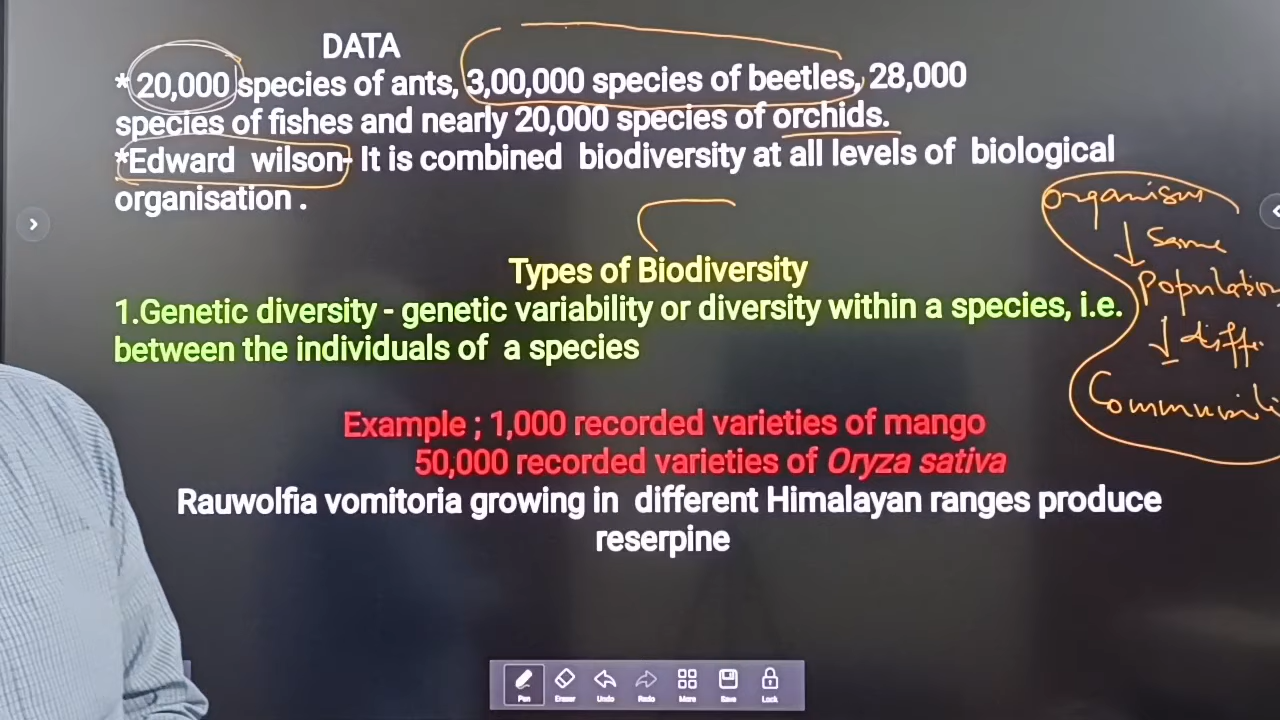 DATA
* 20,000 species of ants, 3,00,000 species of beetles, 28,000
species of fishes and nearly 20,000 species of orchids.
*Edward wilson- It is combined biodiversity at all levels of biological
organisation .
organism
Same
Population
diffe
Types of Biodiversity
1.Genetic diversity - genetic variability or diversity within a species, i.e.
between the individuals of a species
Example ; 1,000 recorded varieties of mango
50,000 recorded varieties of Oryza sativa
Rauwolfia vomitoria growing in different Himalayan ranges produce
reserpine
Pen Eraser Undo Redo More Save Lock